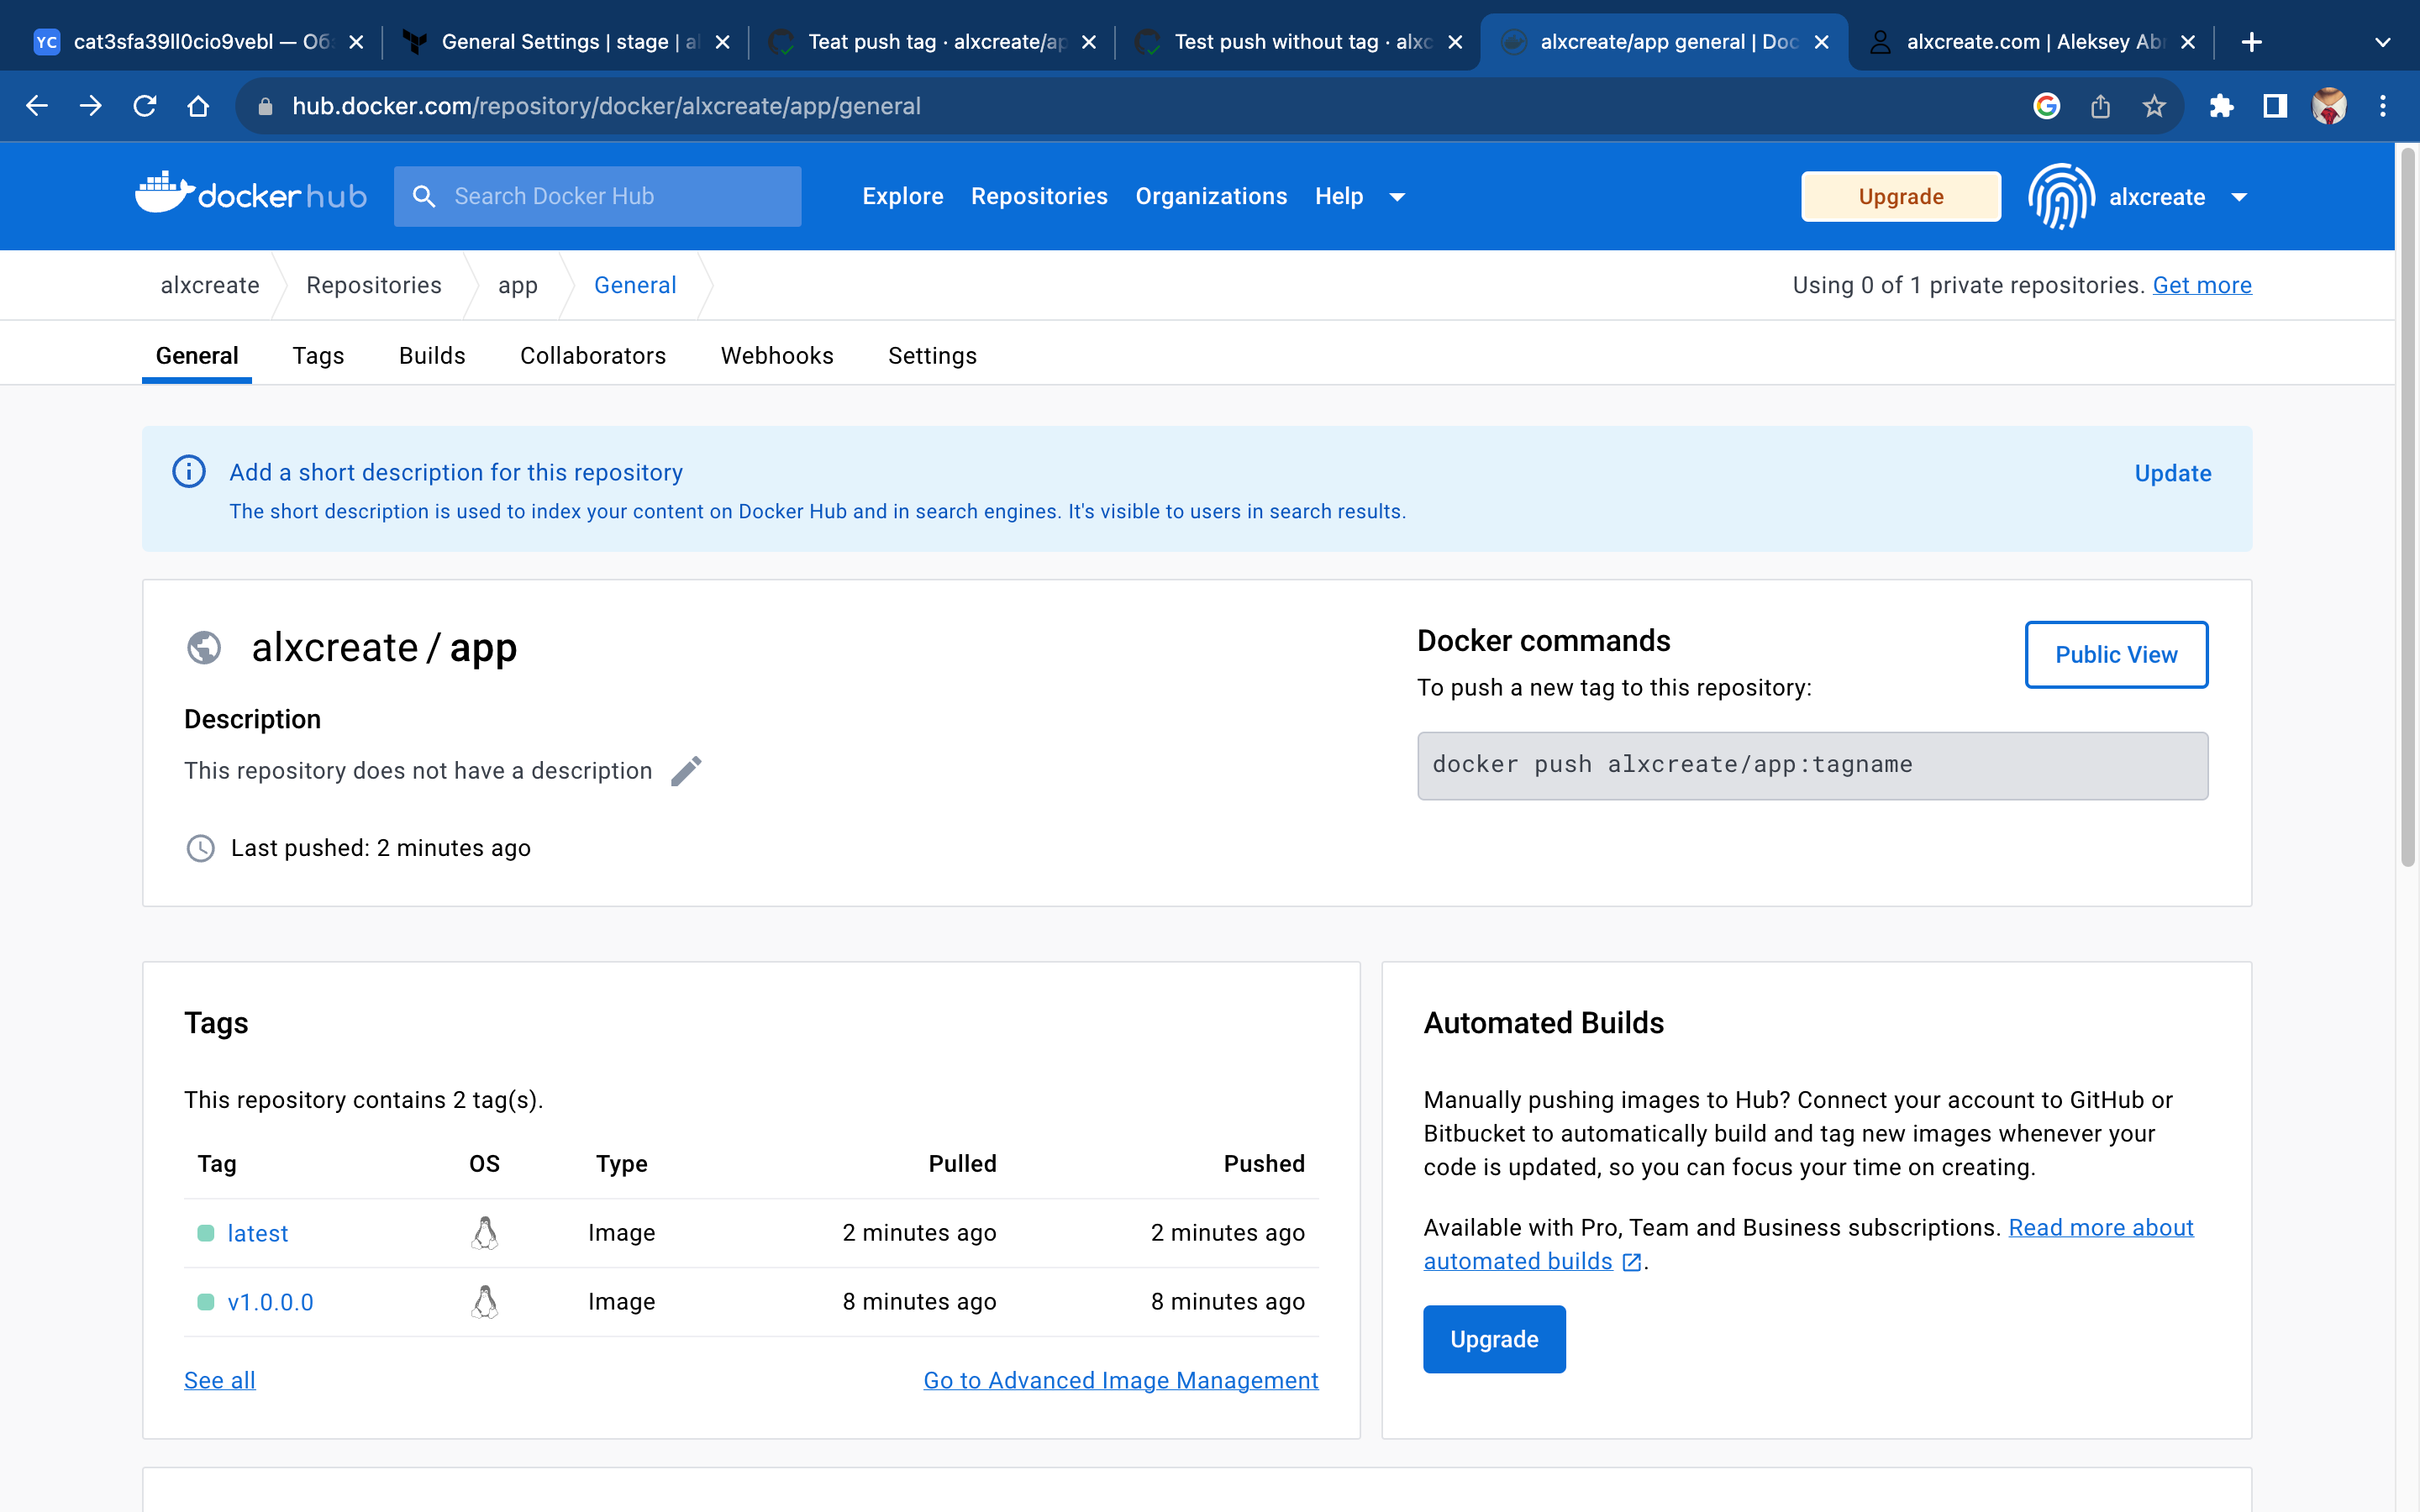 YC cat3sfa39ll0cio9vebl — Об
General Settings | stage | al
Teat push tag · alxcreate/ap
Test push without tag · alxc
alxcreate/app general | Doc
alxcreate.com | Aleksey Ab
hub.docker.com/repository/docker/alxcreate/app/general
docker hub
Search Docker Hub
Explore
Repositories
Organizations
Help
Upgrade
alxcreate
alxcreate
Repositories
app
General
Using 0 of 1 private repositories. Get more
General
Tags
Builds
Collaborators
Webhooks
Settings
Add a short description for this repository
Update
The short description is used to index your content on Docker Hub and in search engines. It's visible to users in search results.
alxcreate / app
Description
This repository does not have a description
Last pushed: 2 minutes ago
Docker commands
Public View
To push a new tag to this repository:
docker push alxcreate/app:tagname
Tags
This repository contains 2 tag(s).
Tag OS Type Pulled Pushed
latest Image 2 minutes ago 2 minutes ago
v1.0.0.0 Image 8 minutes ago 8 minutes ago
See all
Go to Advanced Image Management
Automated Builds
Manually pushing images to Hub? Connect your account to GitHub or
Bitbucket to automatically build and tag new images whenever your
code is updated, so you can focus your time on creating.
Available with Pro, Team and Business subscriptions. Read more about
automated builds.
Upgrade